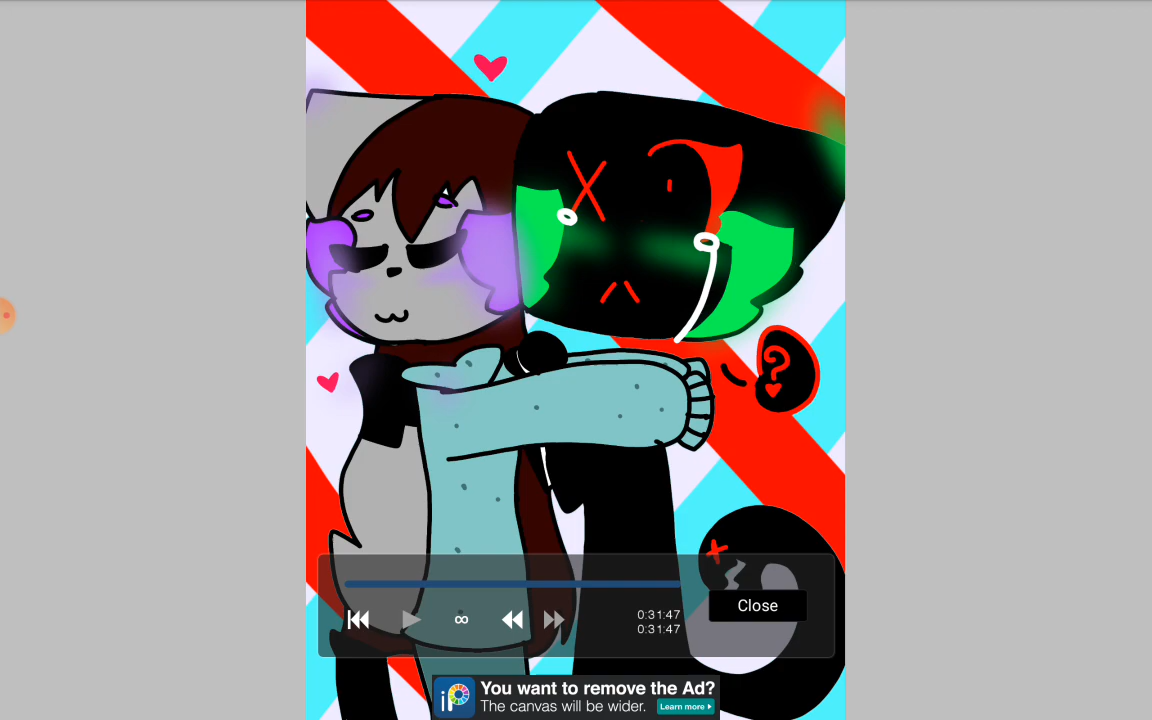 ?
0:31:47
0:31:47
Close
iP
You want to remove the Ad?
The canvas will be wider.
Learn more